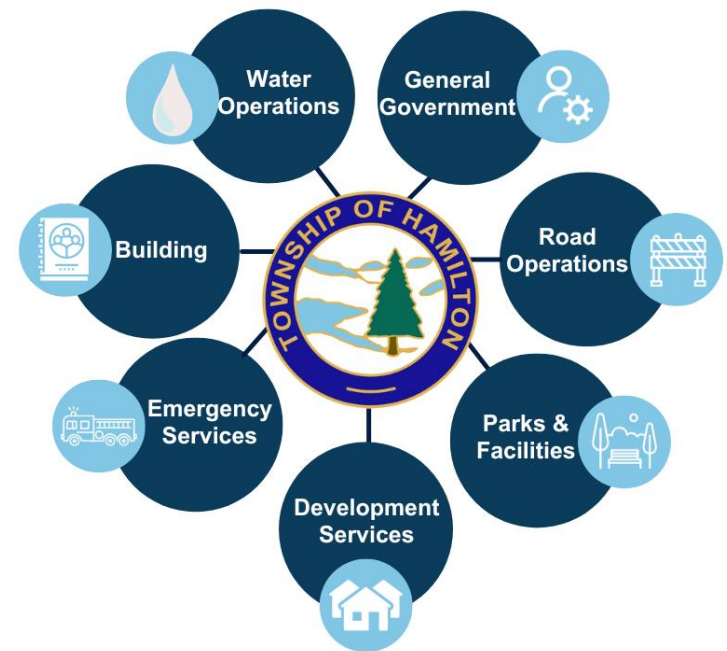 Water
Operations
General
Government
Building
TOWNSHIP OF HAMILTON
Road
Operations
Emergency
Services
Parks &
Facilities
Development
Services